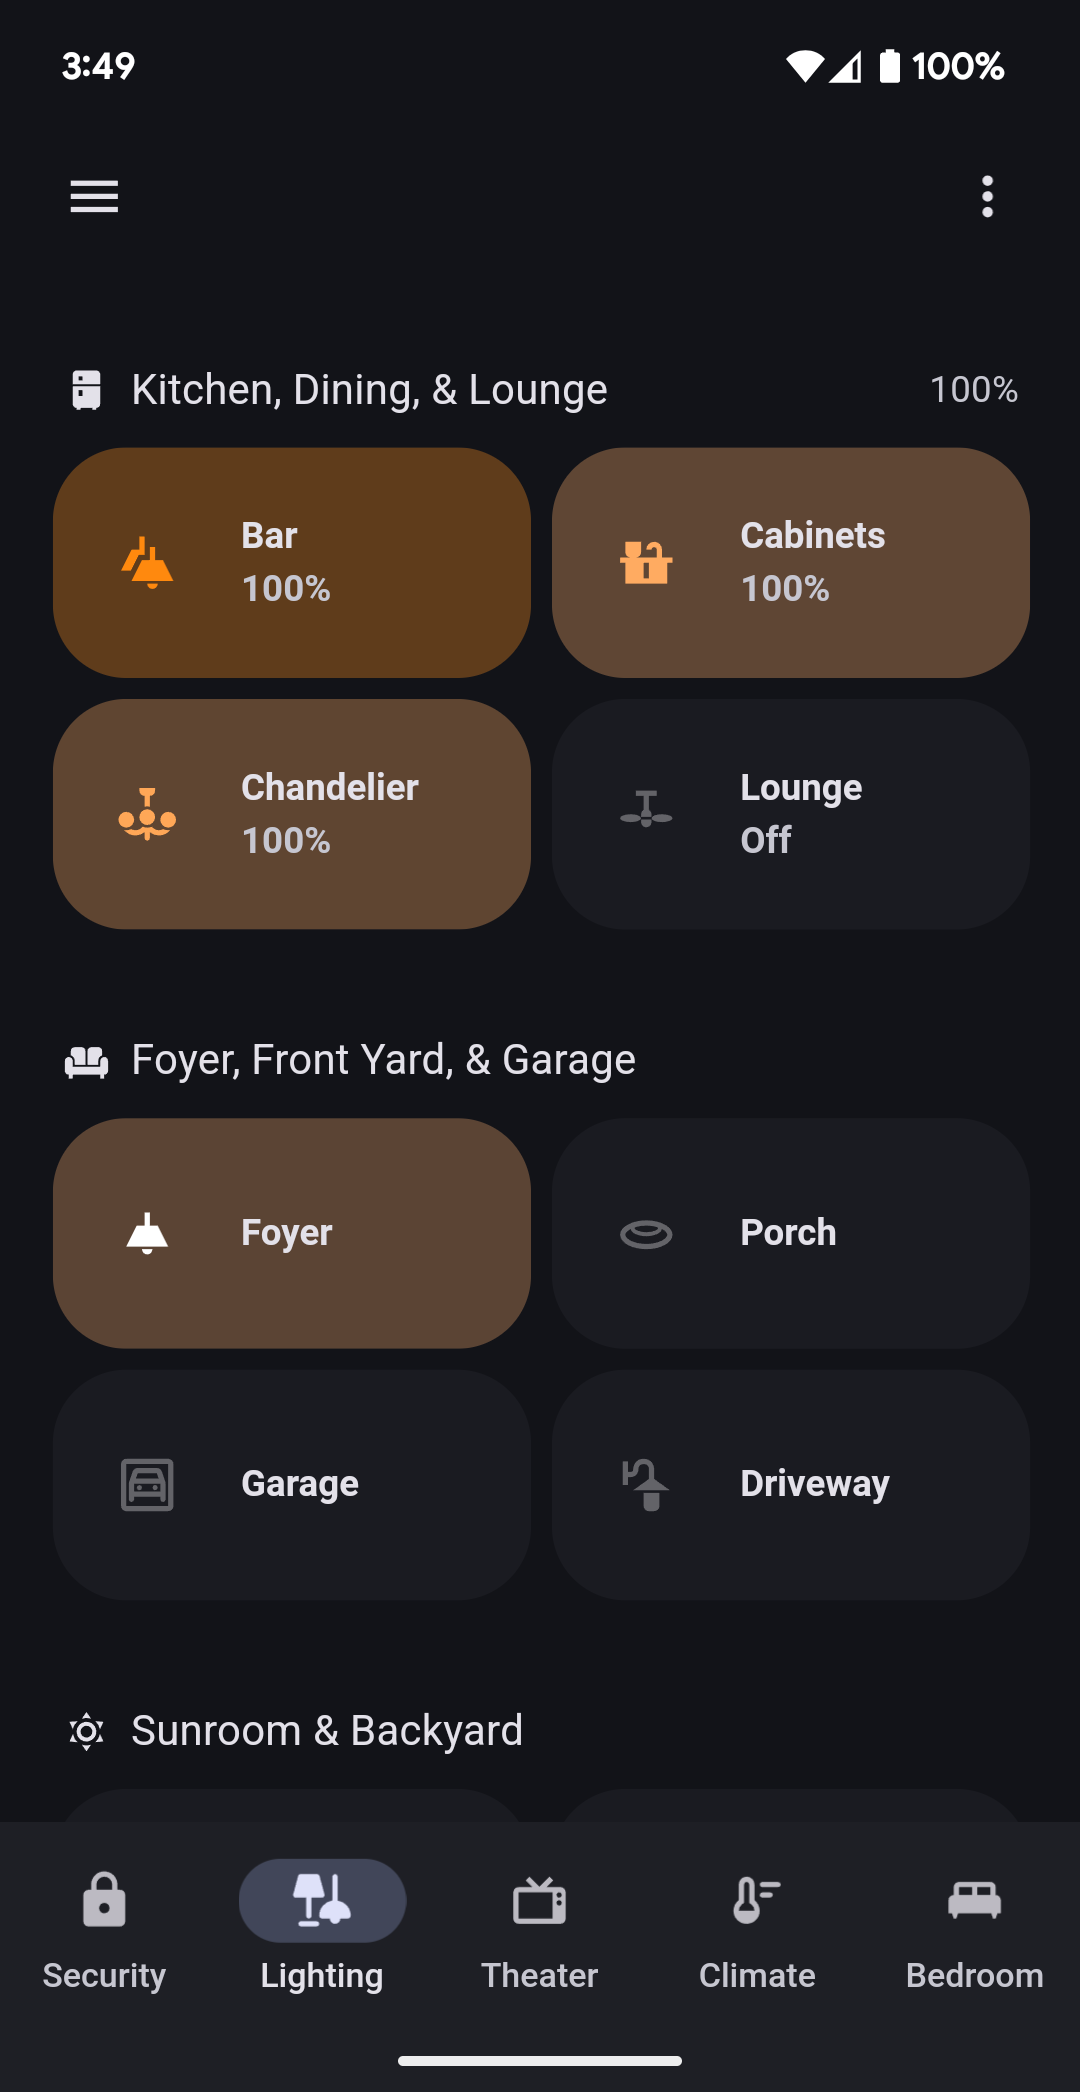 3:49
100%
Kitchen, Dining, & Lounge
100%
Bar
100%
Cabinets
100%
Chandelier
100%
Lounge
Off
Foyer, Front Yard, & Garage
Foyer
Porch
Garage
Driveway
Sunroom & Backyard
Security
Lighting
Theater
Climate
Bedroom